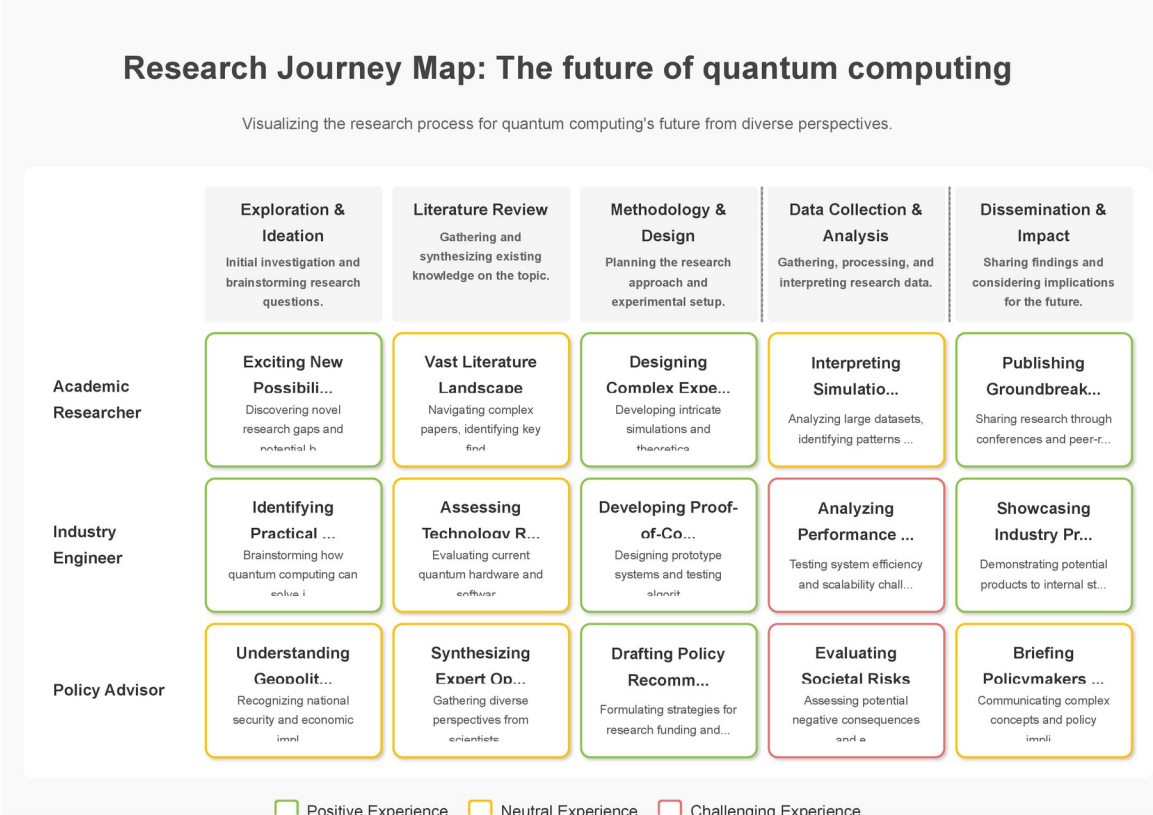 Research Journey Map: The future of quantum computing
Visualizing the research process for quantum computing's future from diverse perspectives.
Exploration &
Ideation
Initial investigation and
brainstorming research
questions.
Literature Review
Gathering and
synthesizing existing
knowledge on the topic.
Methodology &
Design
Planning the research
approach and
experimental setup.
Data Collection &
Analysis
Gathering, processing, and
interpreting research data.
Dissemination &
Impact
Sharing findings and
considering implications
for the future.
Academic
Researcher
Exciting New
Possibili...
Discovering novel
research gaps and
potential b...
Vast Literature
Landscape
Navigating complex
papers, identifying key
find...
Designing
Complex Expe...
Developing intricate
simulations and
theoretica...
Interpreting
Simulatio...
Analyzing large datasets,
identifying patterns ...
Publishing
Groundbreak...
Sharing research through
conferences and peer-r...
Industry
Engineer
Identifying
Practical ...
Brainstorming how
quantum computing can
solve i...
Assessing
Technology R...
Evaluating current
quantum hardware and
softwar...
Developing Proof-
of-Co...
Designing prototype
systems and testing
algorit...
Analyzing
Performance ...
Testing system efficiency
and scalability chall...
Showcasing
Industry Pr...
Demonstrating potential
products to internal st...
Policy Advisor
Understanding
Geopolit...
Recognizing national
security and economic
impl...
Synthesizing
Expert Op...
Gathering diverse
perspectives from
scientists...
Drafting Policy
Recomm...
Formulating strategies for
research funding and...
Evaluating
Societal Risks
Assessing potential
negative consequences
and e...
Briefing
Policymakers ...
Communicating complex
concepts and policy
impli...
Positive Experience
Neutral Experience
Challenging Experience